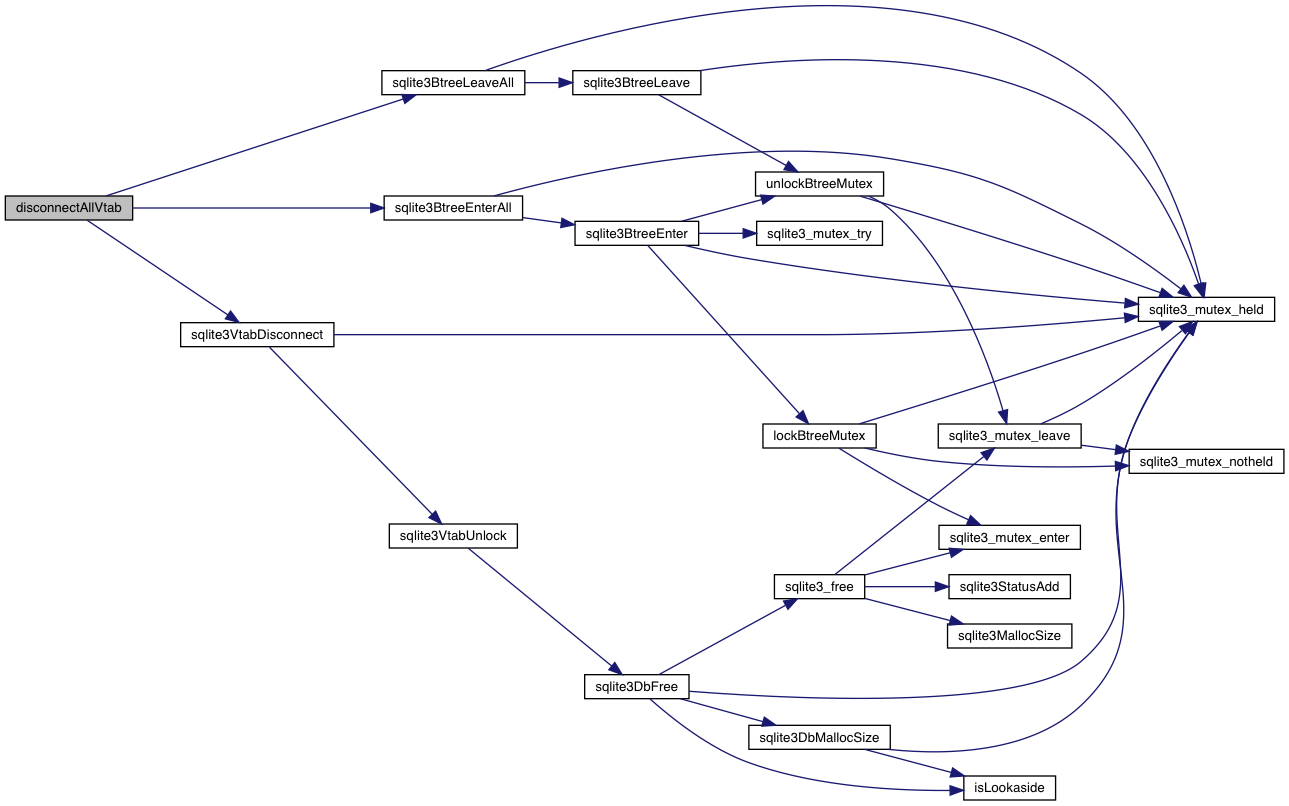 sqlite3BtreeLeaveAll
sqlite3BtreeLeave
unlockBtreeMutex
disconnectAllVtab
sqlite3BtreeEnterAll
sqlite3BtreeEnter
sqlite3_mutex_try
sqlite3_mutex_held
sqlite3VtabDisconnect
lockBtreeMutex
sqlite3_mutex_leave
sqlite3_mutex_notheld
sqlite3VtabUnlock
sqlite3_mutex_enter
sqlite3_free
sqlite3StatusAdd
sqlite3MallocSize
sqlite3DbFree
sqlite3DbMallocSize
isLookaside